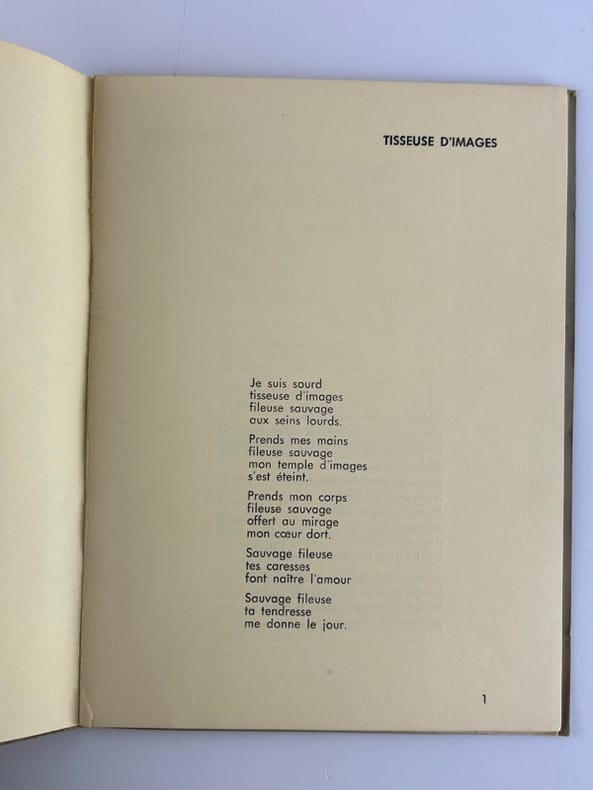 TISSEUSE D'IMAGES
Je suis sourd
tisseuse d'images
fileuse sauvage
aux seins lourds.
Prends mes mains
fileuse sauvage
mon temple d'images
s'est éteint.
Prends mon corps
fileuse sauvage
offert au mirage
mon cœur dort.
Sauvage fileuse
tes caresses
font naître l'amour
Sauvage fileuse
ta tendresse
me donne le jour.
1